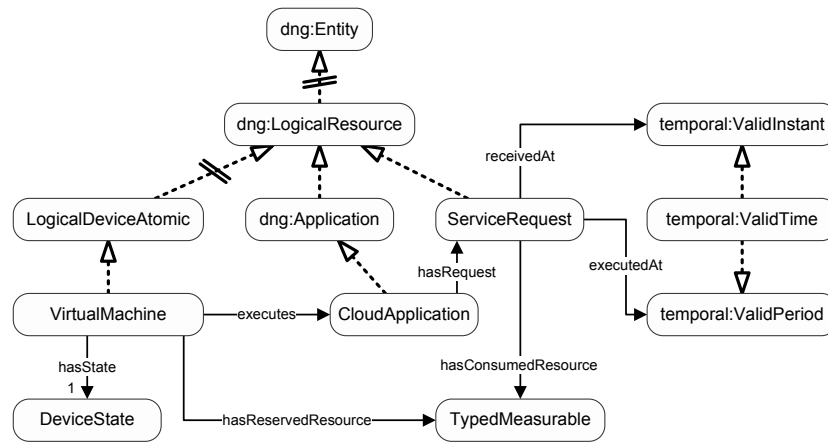 dng:Entity
dng:LogicalResource
temporal:ValidInstant
receivedAt
LogicalDeviceAtomic
dng:Application
ServiceRequest
temporal:ValidTime
hasRequest
executedAt
VirtualMachine
executes
CloudApplication
temporal:ValidPeriod
hasState
1
hasConsumedResource
DeviceState
hasReservedResource
TypedMeasurable